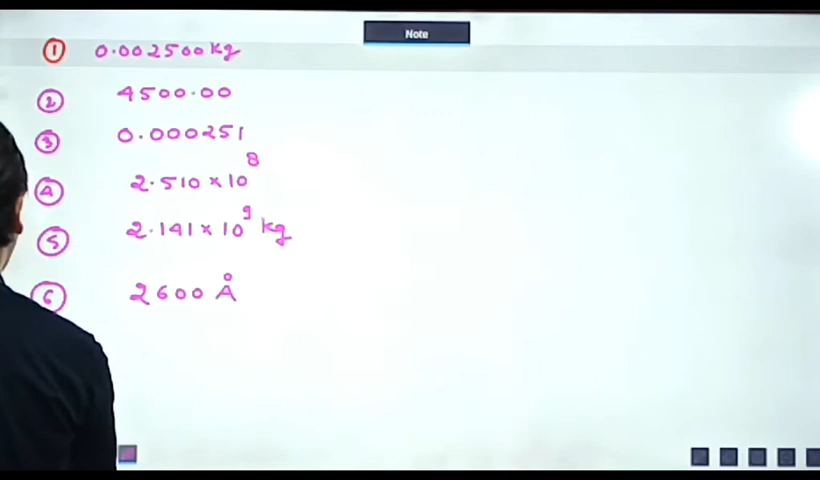 Note
① 0.002500 kg
② 4500.00
③ 0.000251
④ 2.510 × 10⁸
⑤ 2.141 × 10⁹ kg
⑥ 2600 Å